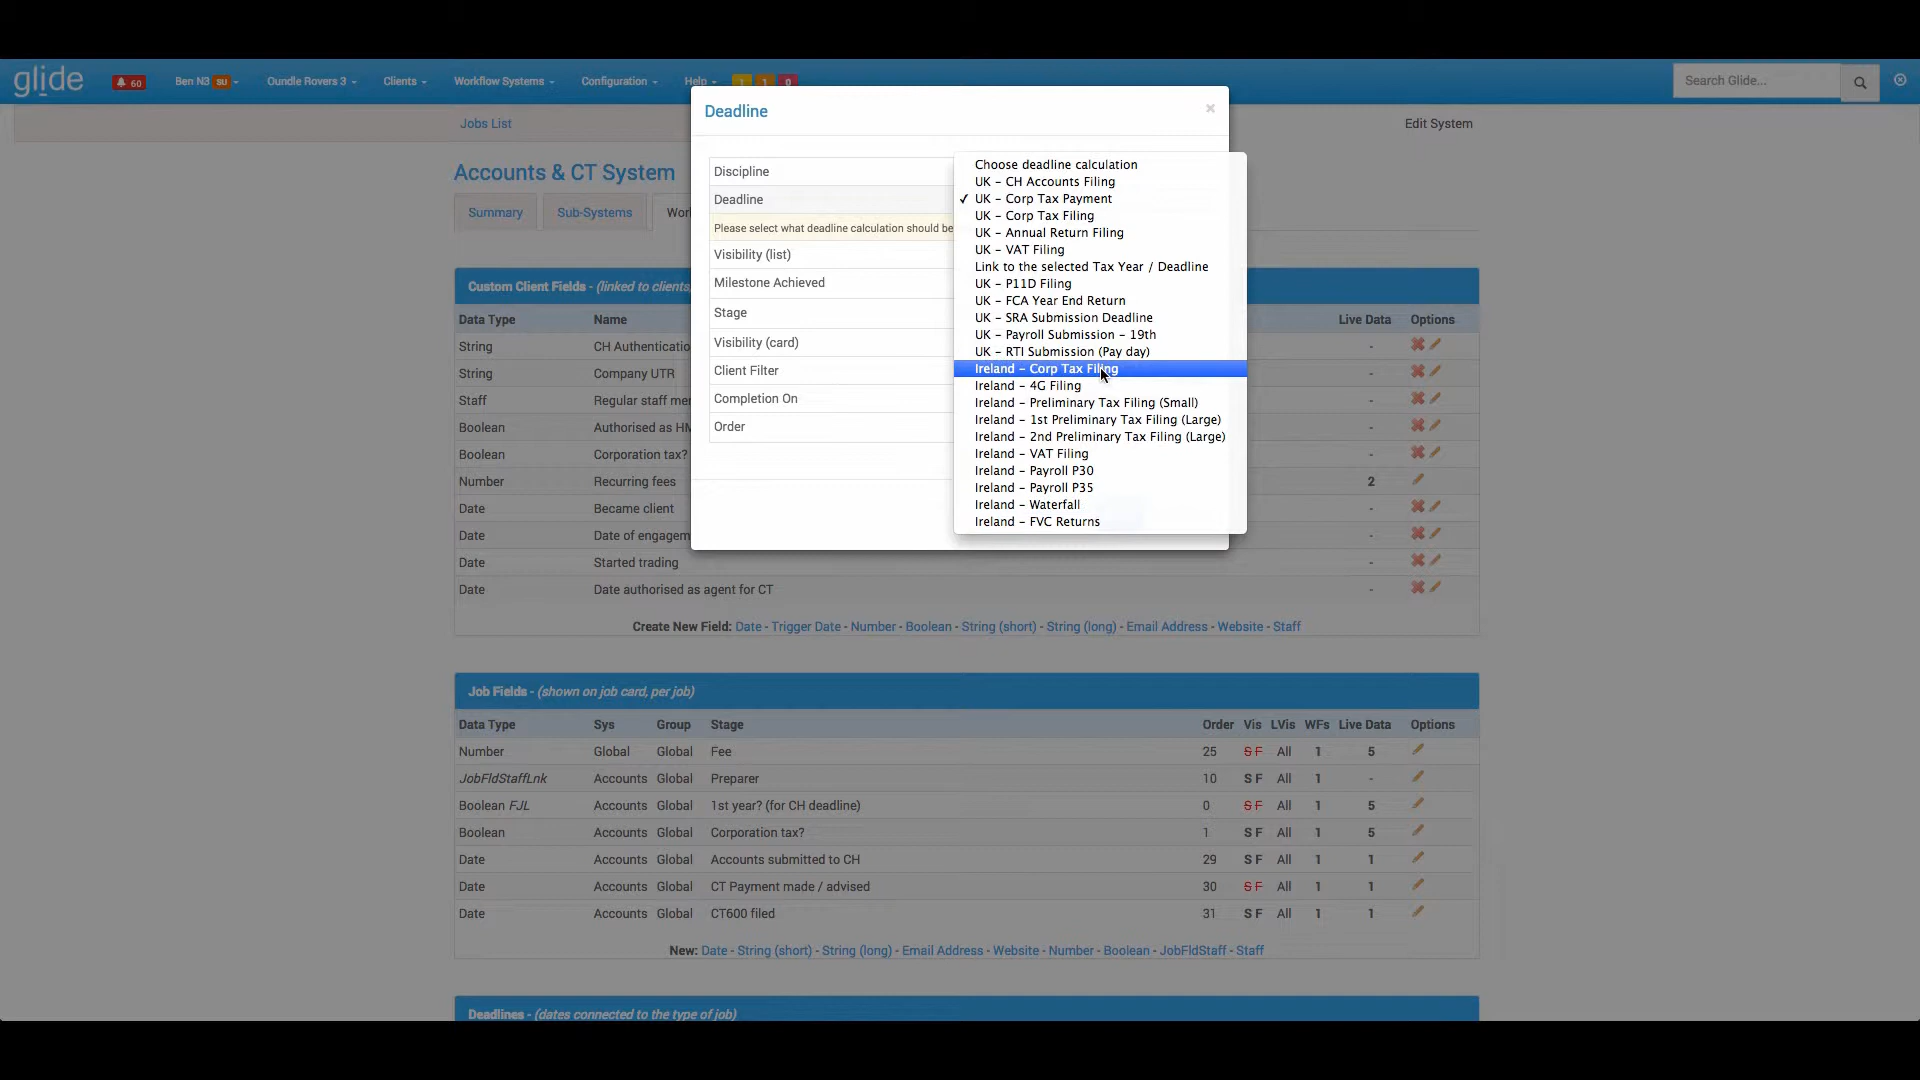 glide
60
Ben N3 SU
Oundle Rovers 3
Clients
Workflow Systems
Configuration
Help
1 1 0
Search Glide...
Jobs List
Edit System
Accounts & CT System
Summary
Sub-Systems
Wor
Deadline
×
Discipline
Deadline
Please select what deadline calculation should be
Visibility (list)
Milestone Achieved
Stage
Visibility (card)
Client Filter
Completion On
Order
Choose deadline calculation
UK – CH Accounts Filing
✓ UK – Corp Tax Payment
UK – Corp Tax Filing
UK – Annual Return Filing
UK – VAT Filing
Link to the selected Tax Year / Deadline
UK – P11D Filing
UK – FCA Year End Return
UK – SRA Submission Deadline
UK – Payroll Submission – 19th
UK – RTI Submission (Pay day)
Ireland – Corp Tax Filing
Ireland – 4G Filing
Ireland – Preliminary Tax Filing (Small)
Ireland – 1st Preliminary Tax Filing (Large)
Ireland – 2nd Preliminary Tax Filing (Large)
Ireland – VAT Filing
Ireland – Payroll P30
Ireland – Payroll P35
Ireland – Waterfall
Ireland – FVC Returns
Custom Client Fields - (linked to clients,
Data Type Name Live Data Options
String CH Authenticatio -
String Company UTR -
Staff Regular staff mem -
Boolean Authorised as HM -
Boolean Corporation tax? -
Number Recurring fees 2
Date Became client -
Date Date of engagem -
Date Started trading -
Date Date authorised as agent for CT -
Create New Field: Date - Trigger Date - Number - Boolean - String (short) - String (long) - Email Address - Website - Staff
Job Fields - (shown on job card, per job)
Data Type Sys Group Stage Order Vis LVis WFs Live Data Options
Number Global Global Fee 25 S F All 1 5
JobFldStaffLnk Accounts Global Preparer 10 S F All 1 -
Boolean FJL Accounts Global 1st year? (for CH deadline) 0 S F All 1 5
Boolean Accounts Global Corporation tax? 1 S F All 1 5
Date Accounts Global Accounts submitted to CH 29 S F All 1 1
Date Accounts Global CT Payment made / advised 30 S F All 1 1
Date Accounts Global CT600 filed 31 S F All 1 1
New: Date - String (short) - String (long) - Email Address - Website - Number - Boolean - JobFldStaff - Staff
Deadlines - (dates connected to the type of job)